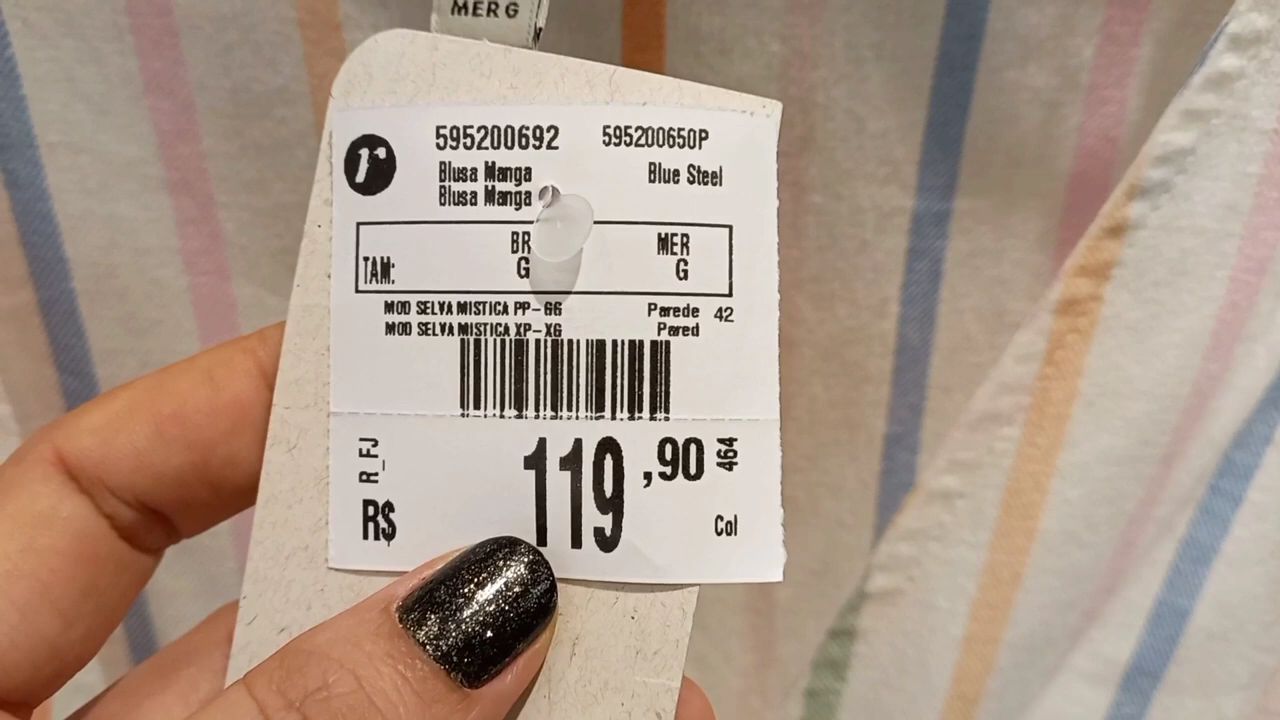 MER G
r
595200692 595200650P
Blusa Manga Blue Steel
Blusa Manga
BR MER
TAM: G G
MOD SELVA MISTICA PP-GG Parede 42
MOD SELVA MISTICA XP-XG Pared
R_FJ
R$ 119,90
464
Col